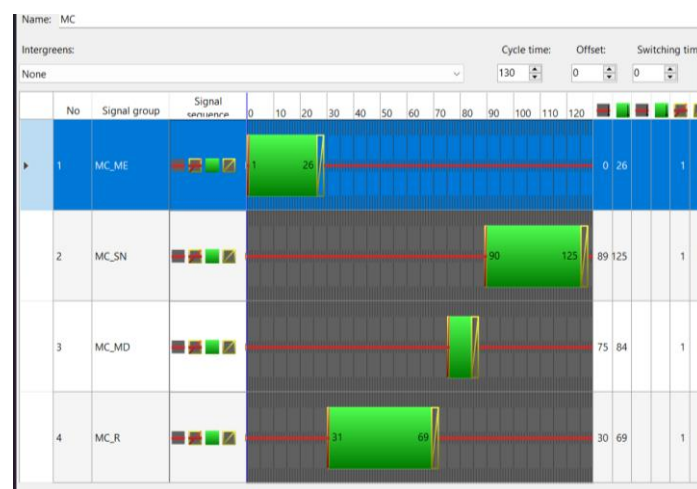 Name: MC
Intergreens: Cycle time: Offset: Switching tim
None 130 0 0
No Signal group Signal sequence 0 10 20 30 40 50 60 70 80 90 100 110 120
1 MC_ME 1 26 0 26 1
2 MC_SN 90 125 89 125 1
3 MC_MD 75 84 1
4 MC_R 31 69 30 69 1